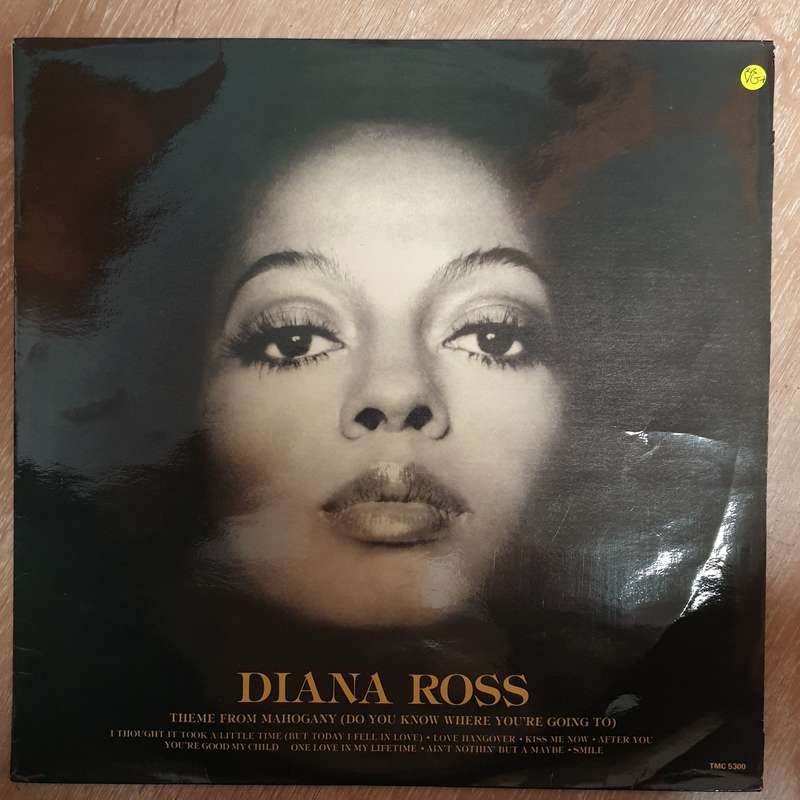 VG+
DIANA ROSS
THEME FROM MAHOGANY (DO YOU KNOW WHERE YOU'RE GOING TO)
I THOUGHT IT TOOK A LITTLE TIME (BUT TODAY I FELL IN LOVE) • LOVE HANGOVER • KISS ME NOW • AFTER YOU
YOU'RE GOOD MY CHILD ONE LOVE IN MY LIFETIME • AIN'T NOTHIN' BUT A MAYBE • SMILE
TMC 5300